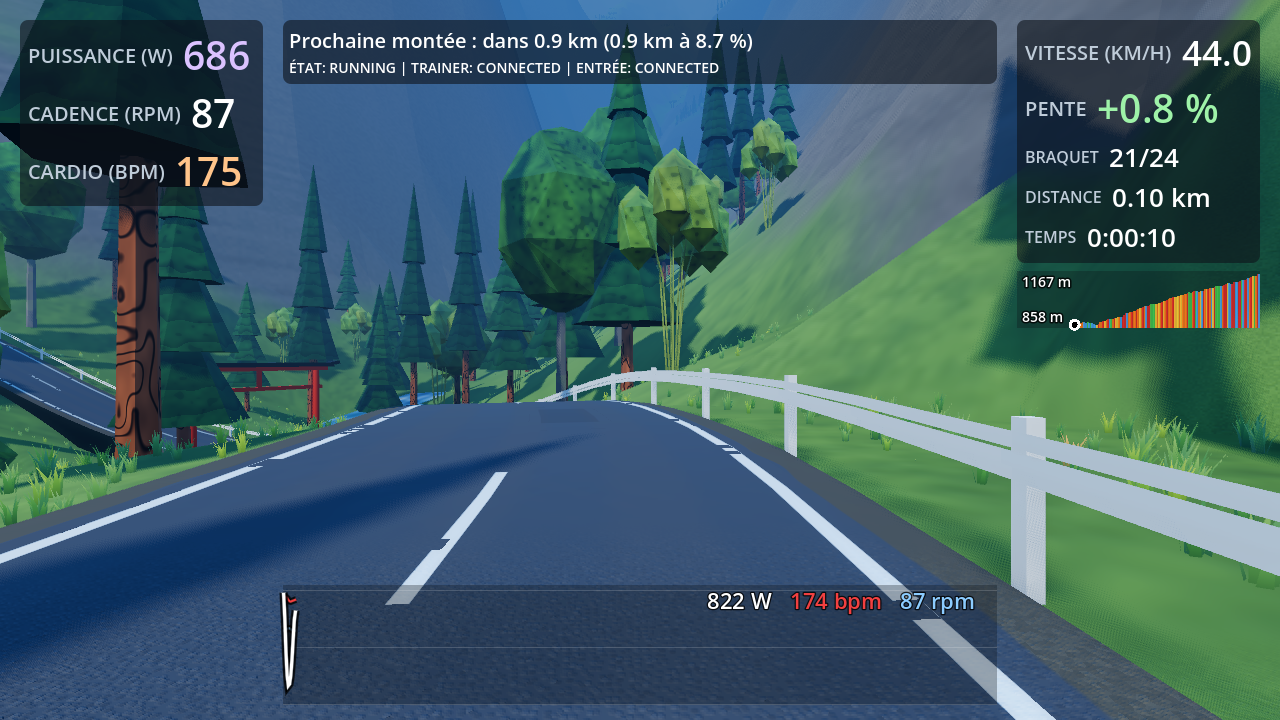 PUISSANCE (W) 686
CADENCE (RPM) 87
CARDIO (BPM) 175
Prochaine montée : dans 0.9 km (0.9 km à 8.7 %)
ÉTAT: RUNNING | TRAINER: CONNECTED | ENTRÉE: CONNECTED
VITESSE (KM/H) 44.0
PENTE +0.8 %
BRAQUET 21/24
DISTANCE 0.10 km
TEMPS 0:00:10
1167 m
858 m
822 W 174 bpm 87 rpm